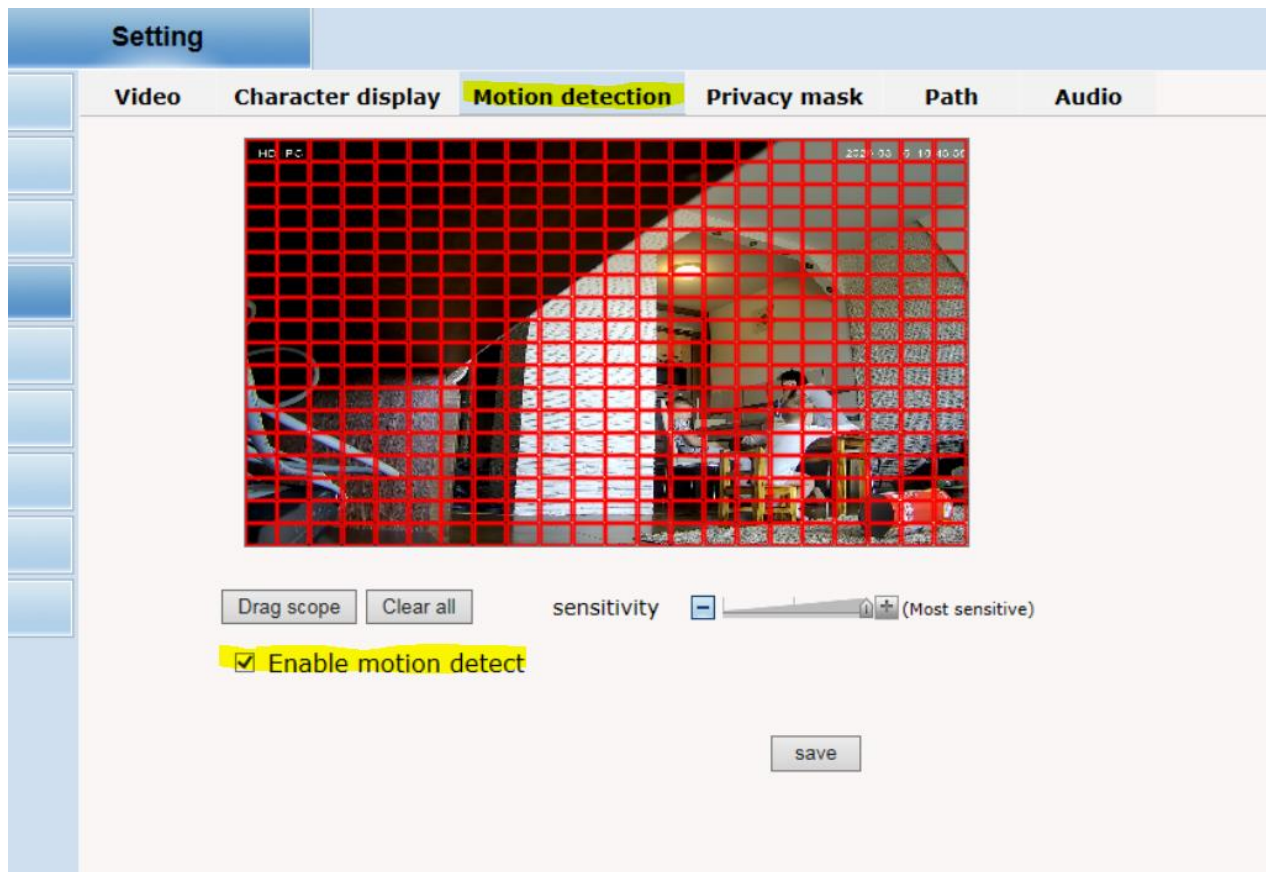 Setting
Video Character display Motion detection Privacy mask Path Audio
Drag scope Clear all sensitivity (Most sensitive)
Enable motion detect
save